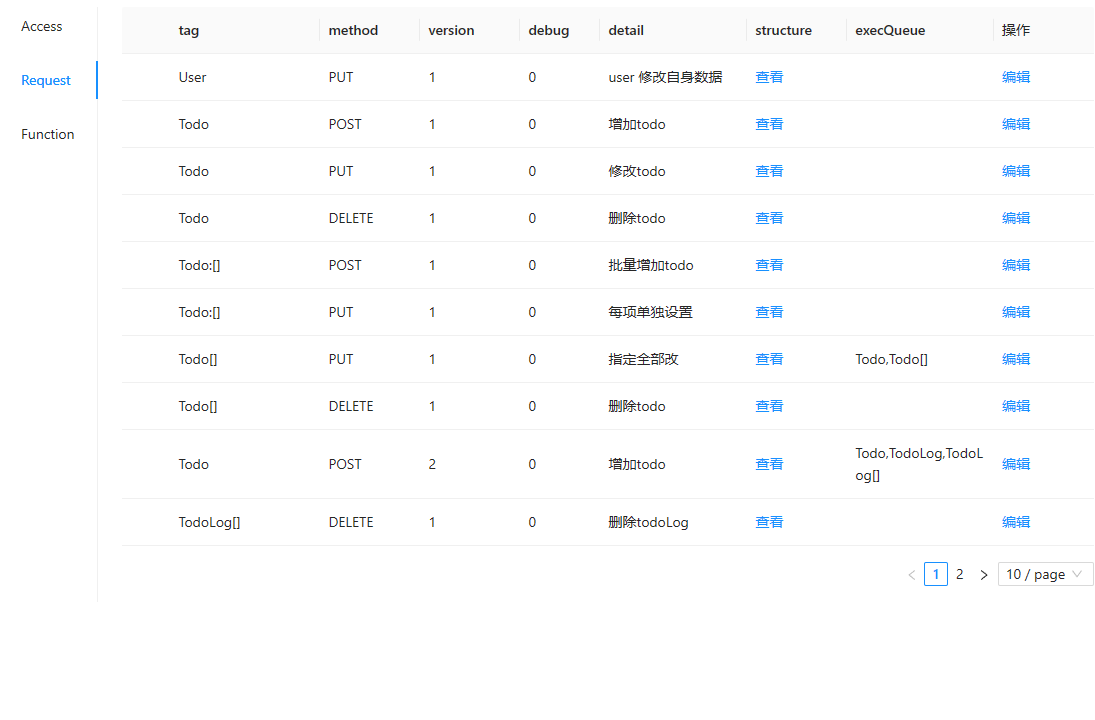 Access
Request
Function
tag method version debug detail structure execQueue 操作
User PUT 1 0 user 修改自身数据 查看 编辑
Todo POST 1 0 增加todo 查看 编辑
Todo PUT 1 0 修改todo 查看 编辑
Todo DELETE 1 0 删除todo 查看 编辑
Todo:[] POST 1 0 批量增加todo 查看 编辑
Todo:[] PUT 1 0 每项单独设置 查看 编辑
Todo[] PUT 1 0 指定全部改 查看 Todo,Todo[] 编辑
Todo[] DELETE 1 0 删除todo 查看 编辑
Todo POST 2 0 增加todo 查看 Todo,TodoLog,TodoL 编辑
og[]
TodoLog[] DELETE 1 0 删除todoLog 查看 编辑
< 1 2 > 10 / page